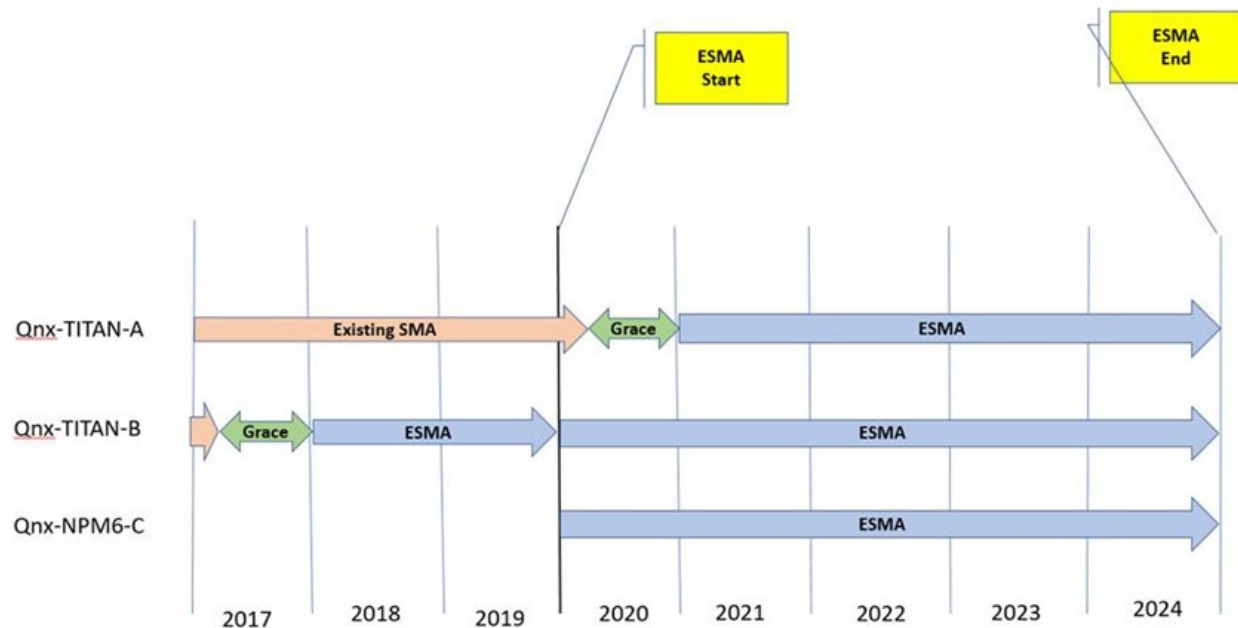 ESMA
Start
ESMA
End
Qnx-TITAN-A
Existing SMA
Grace
ESMA
Qnx-TITAN-B
Grace
ESMA
ESMA
Qnx-NPM6-C
ESMA
2017
2018
2019
2020
2021
2022
2023
2024